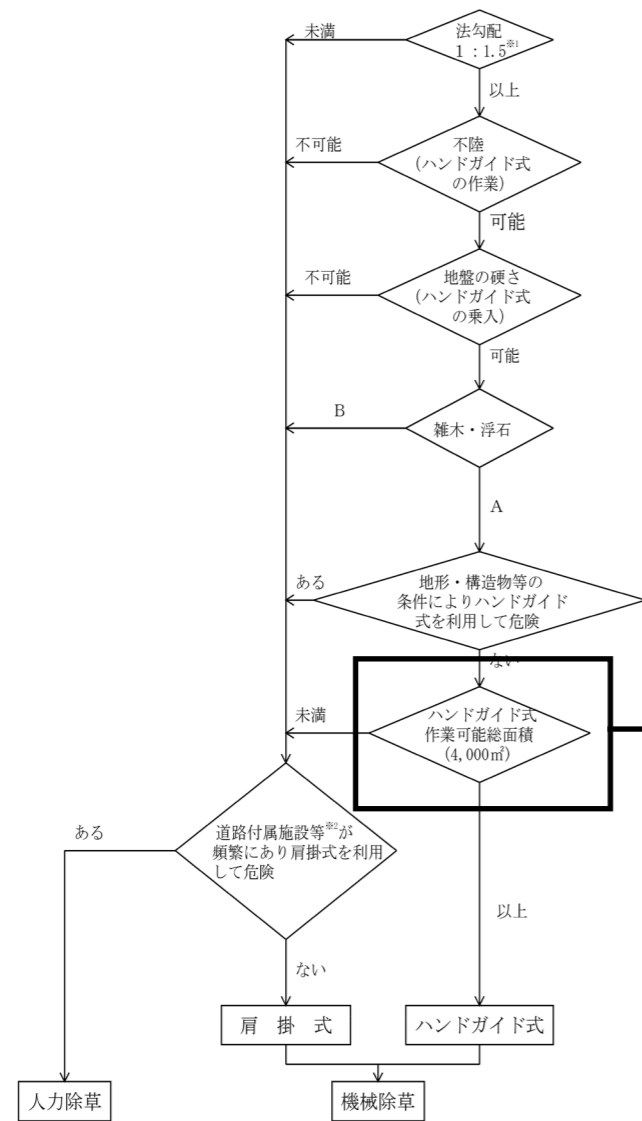 法勾配
1：1.5※1
未満
以上
不陸
(ハンドガイド式
の作業)
不可能
可能
地盤の硬さ
(ハンドガイド式
の乗入)
不可能
可能
雑木・浮石
B
A
地形・構造物等の
条件によりハンドガイド
式を利用して危険
ある
ない
ハンドガイド式
作業可能総面積
(4,000㎡)
未満
以上
道路付属施設等※2が
頻繁にあり肩掛式を利用
して危険
ある
ない
肩　掛　式
ハンドガイド式
人力除草
機械除草